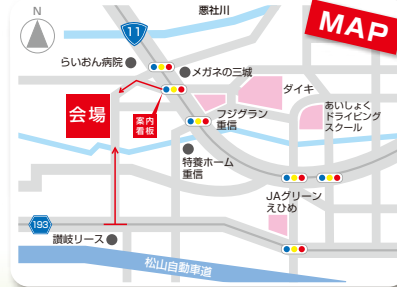 N
悪社川
MAP
11
らいおん病院
メガネの三城
ダイキ
会場
案内
看板
フジグラン
重信
あいしょく
ドライビング
スクール
特養ホーム
重信
JAグリーン
えひめ
193
讃岐リース
松山自動車道